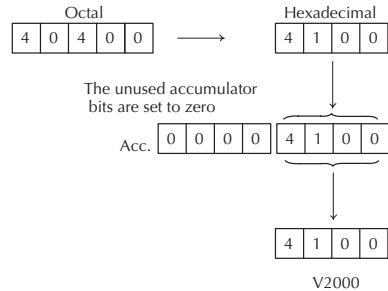 Octal Hexadecimal
4 0 4 0 0 4 1 0 0
The unused accumulator
bits are set to zero
Acc. 0 0 0 0 4 1 0 0
4 1 0 0
V2000